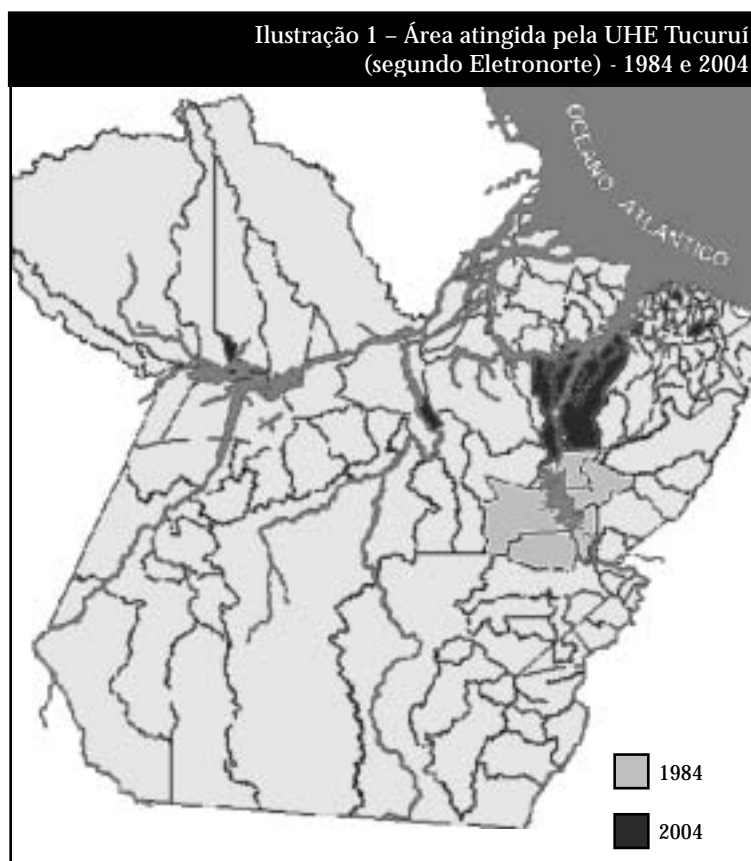 Ilustração 1 – Área atingida pela UHE Tucuruí
(segundo Eletronorte) - 1984 e 2004
OCEANO ATLÂNTICO
1984
2004